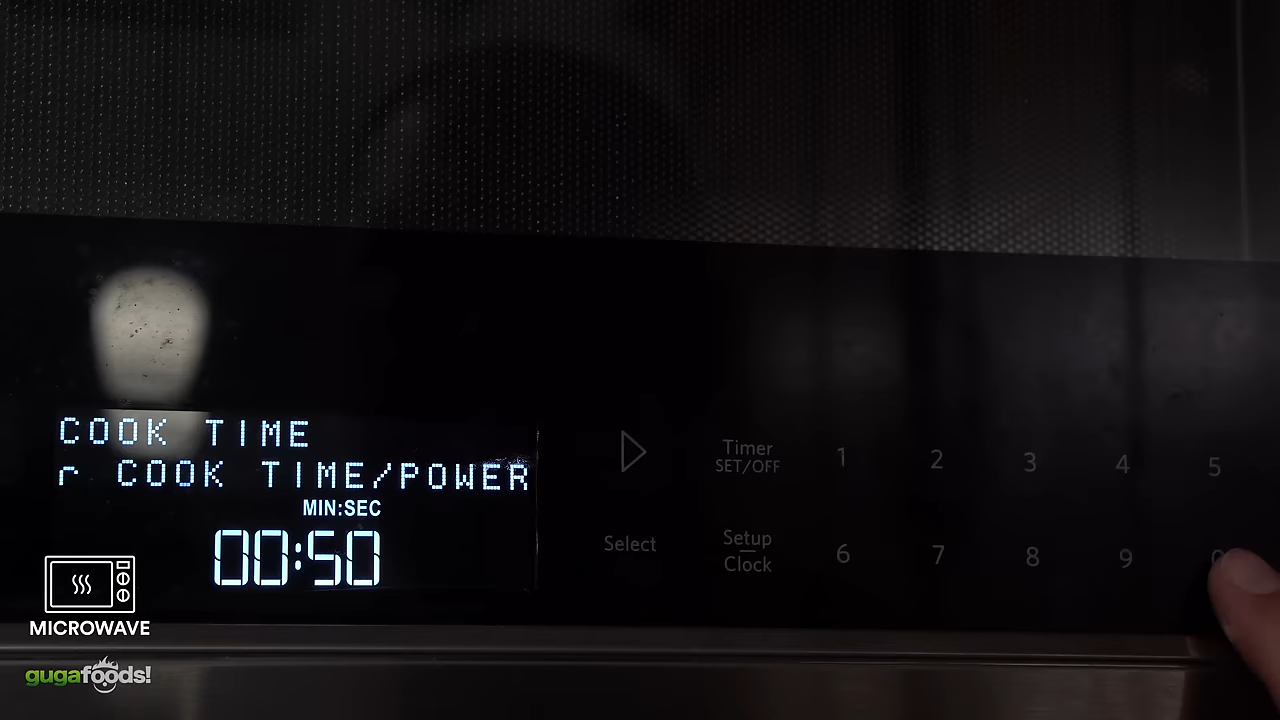 COOK TIME
r COOK TIME/POWER
MIN:SEC
00:50
Timer
SET/OFF
1 2 3 4 5
Select
Setup
Clock
6 7 8 9 0
MICROWAVE
gugafoods!